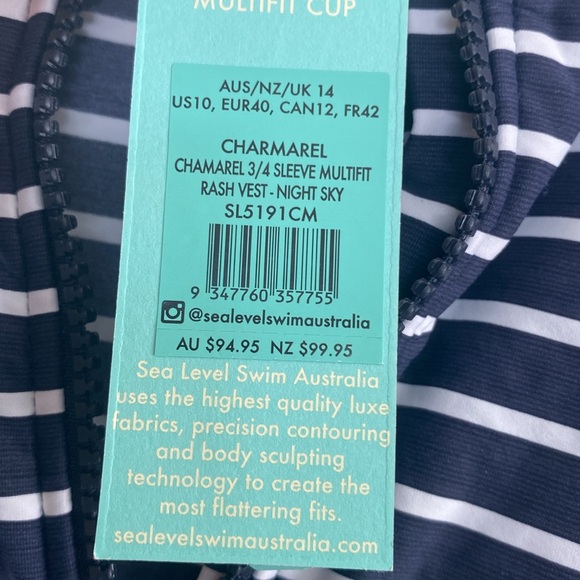 MULTIFIT CUP
AUS/NZ/UK 14
US10, EUR40, CAN12, FR42
CHARMAREL
CHAMAREL 3/4 SLEEVE MULTIFIT
RASH VEST - NIGHT SKY
SL5191CM
9 347760 357755
@sealevelswimaustralia
AU $94.95 NZ $99.95
Sea Level Swim Australia
uses the highest quality luxe
fabrics, precision contouring
and body sculpting
technology to create the
most flattering fits.
sealevelswimaustralia.com